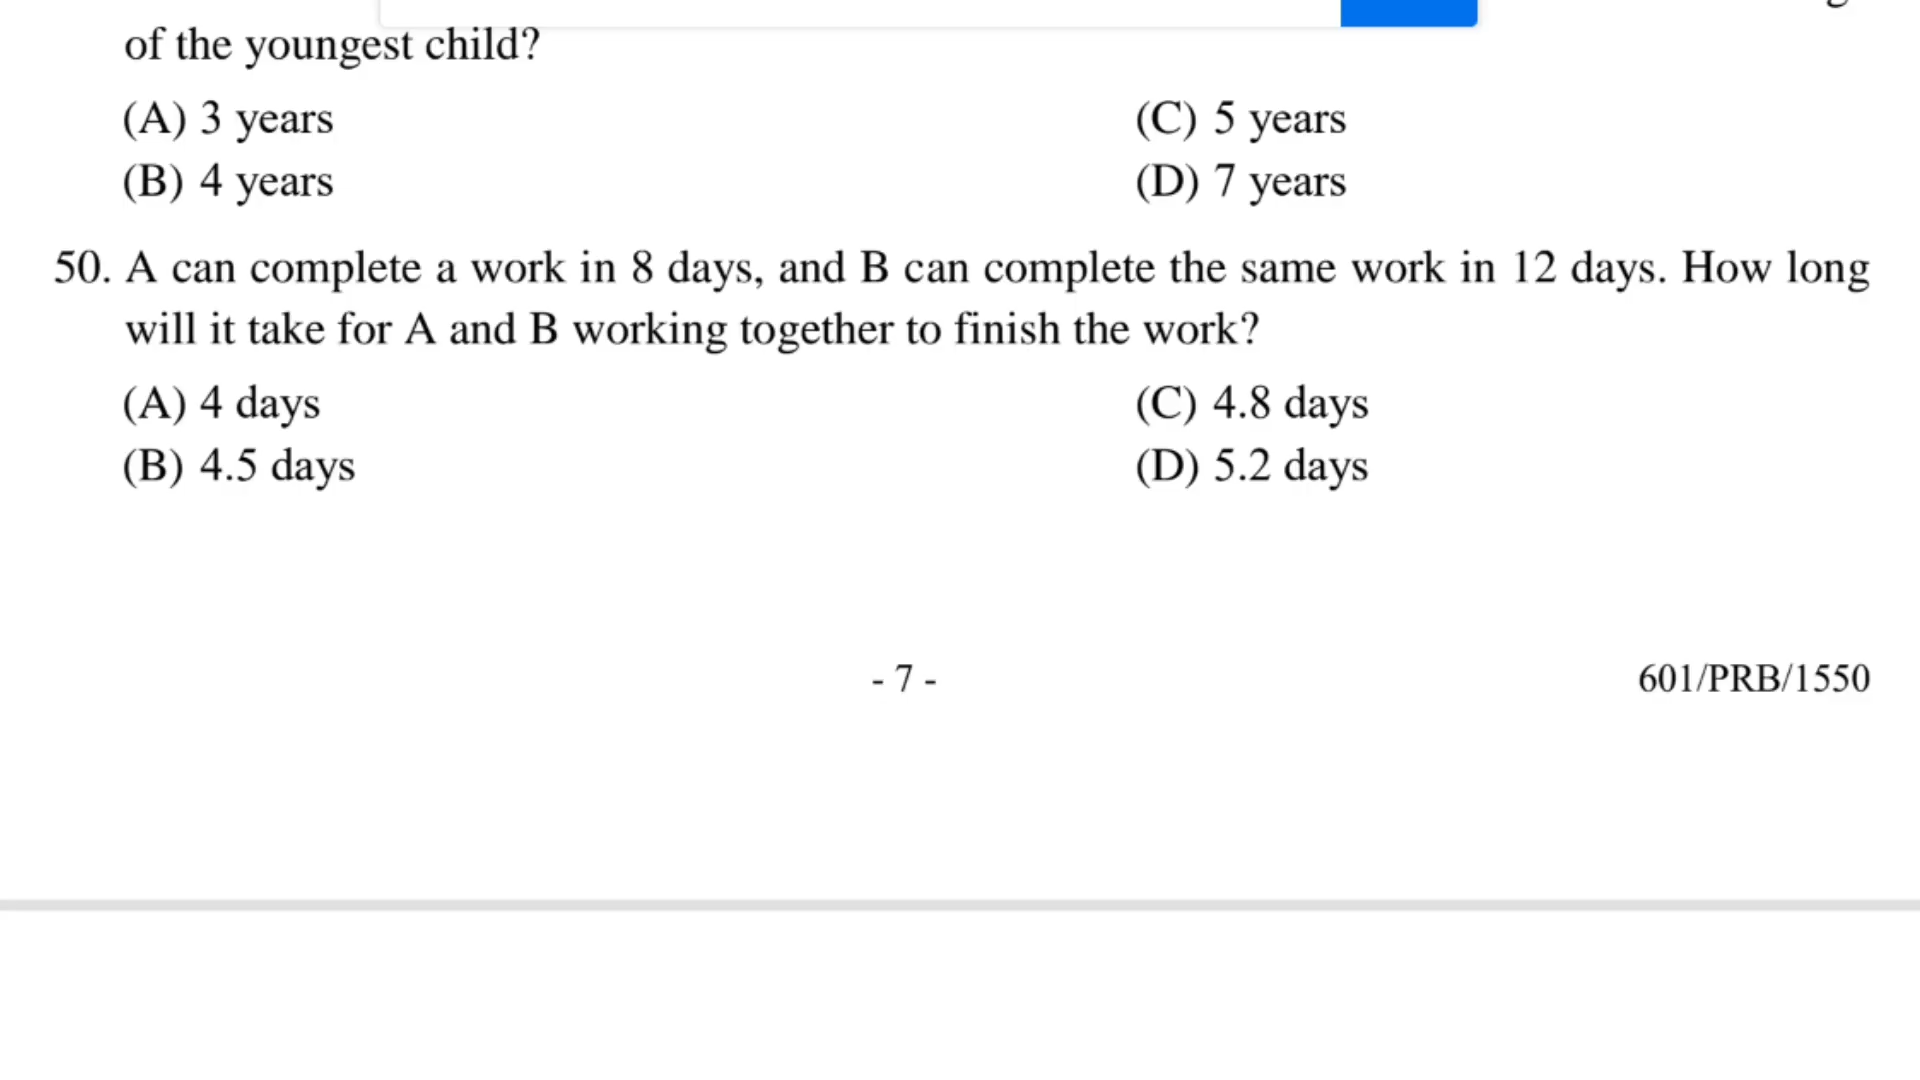 of the youngest child?
(A) 3 years (C) 5 years
(B) 4 years (D) 7 years
50. A can complete a work in 8 days, and B can complete the same work in 12 days. How long
will it take for A and B working together to finish the work?
(A) 4 days (C) 4.8 days
(B) 4.5 days (D) 5.2 days
- 7 - 601/PRB/1550